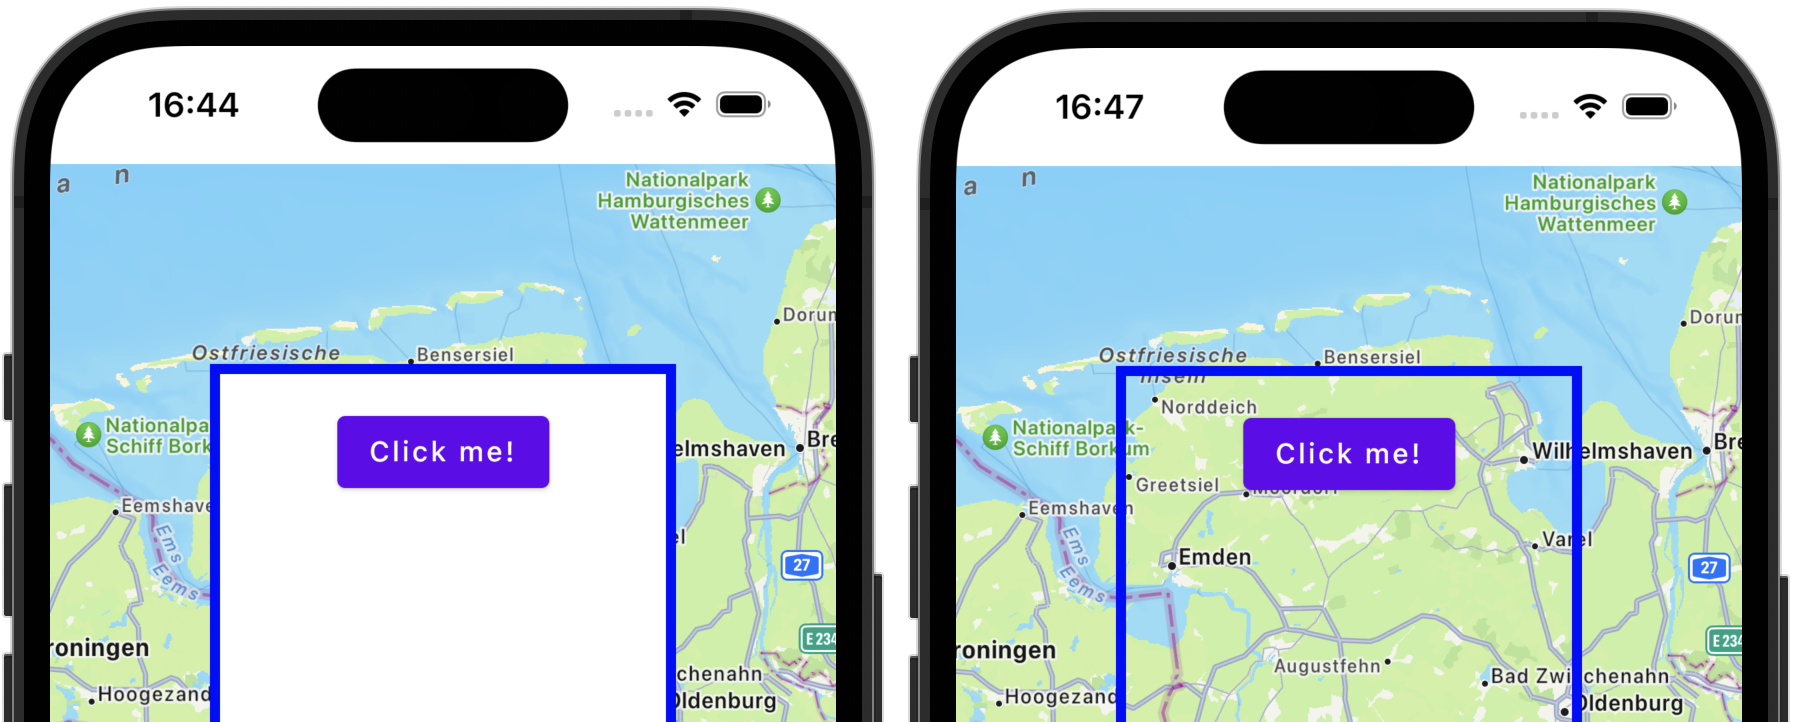 16:44
a n
Nationalpark
Hamburgisches
Wattenmeer
Dorum
Ostfriesische
Bensersiel
Nationalpa
Schiff Bork
Click me!
elmshaven
Bre
Eemshave
Ems
Eems
el
27
E 234
roningen
chenahn
Hoogezand
Oldenburg
16:47
a n
Nationalpark
Hamburgisches
Wattenmeer
Dorum
Ostfriesische
Inseln
Bensersiel
Norddeich
Nationalpark-
Schiff Borkum
Click me!
Wilhelmshaven
Bre
Greetsiel
Moordorf
Eemshaven
Ems
Eems
Varel
Emden
27
E 234
roningen
Augustfehn
Bad Zwischenahn
Hoogezand
Oldenburg